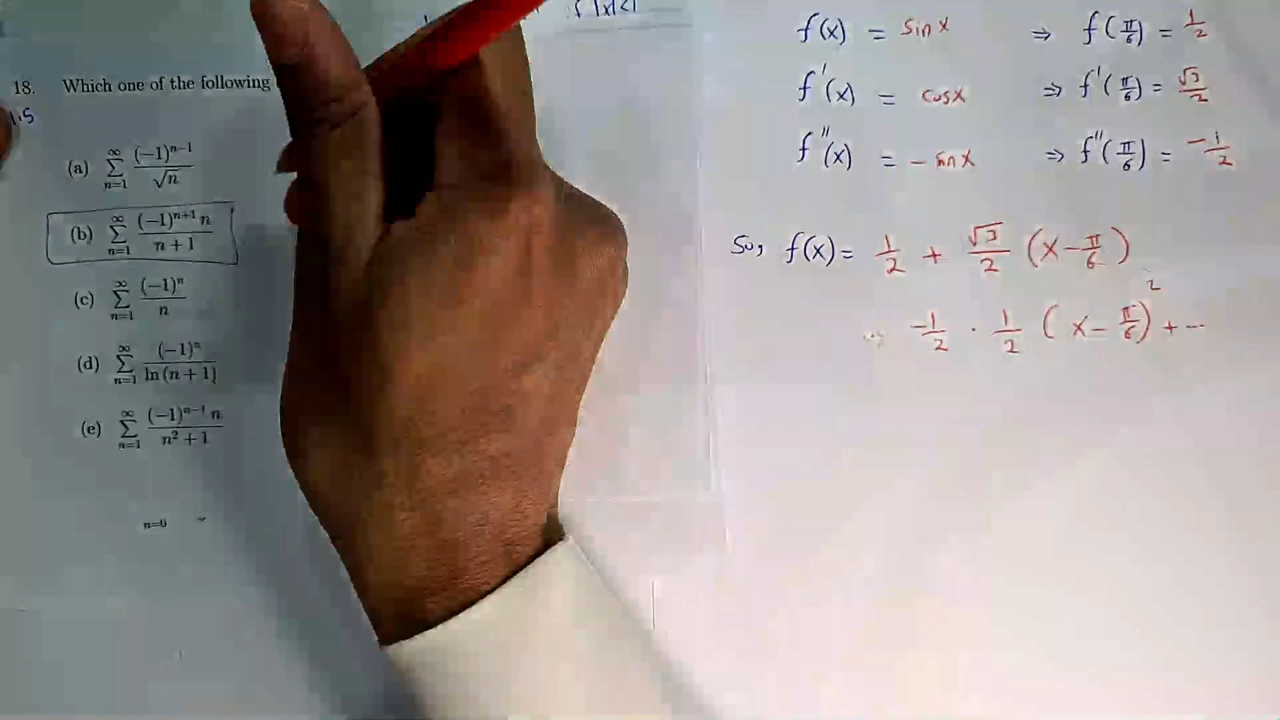 18. Which one of the following
(a) \sum_{n=1}^{\infty} \frac{(-1)^{n-1}}{\sqrt{n}}
(b) \sum_{n=1}^{\infty} \frac{(-1)^{n+1} n}{n+1}
(c) \sum_{n=1}^{\infty} \frac{(-1)^n}{n}
(d) \sum_{n=1}^{\infty} \frac{(-1)^n}{\ln(n+1)}
(e) \sum_{n=1}^{\infty} \frac{(-1)^{n-1} n}{n^2+1}
n=0
f(x) = sin x ⇒ f(π/6) = 1/2
f'(x) = cos x ⇒ f'(π/6) = √3/2
f''(x) = - sin x ⇒ f''(π/6) = -1/2
So, f(x) = 1/2 + √3/2 (x - π/6)
-1/2 · 1/2 (x - π/6)^2 + ...